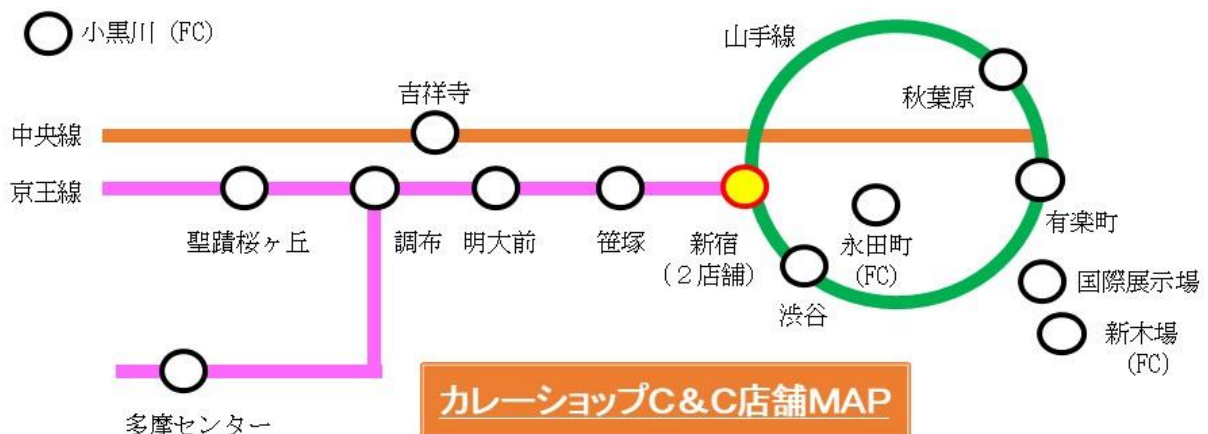 小黒川 (FC)
山手線
吉祥寺
秋葉原
中央線
京王線
聖蹟桜ヶ丘
調布
明大前
笹塚
新宿
(２店舗)
永田町
(FC)
有楽町
渋谷
国際展示場
新木場
(FC)
多摩センター
カレーショップC＆C店舗MAP